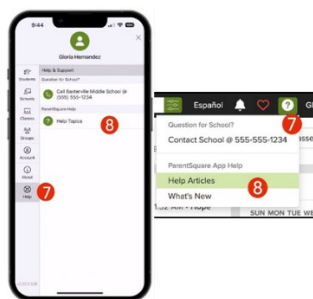 9:44
Gloria Hernandez
Students
Schools
Classes
Groups
Account
About
Help
7
Help & Support
Question for School?
Call Basterville Middle School @
(555) 555-1234
ParentSquare Help
Help Topics
8
Español
?
7
Question for School?
Contact School @ 555-555-1234
ParentSquare App Help
Help Articles
8
What's New
SUN MON TUE WE